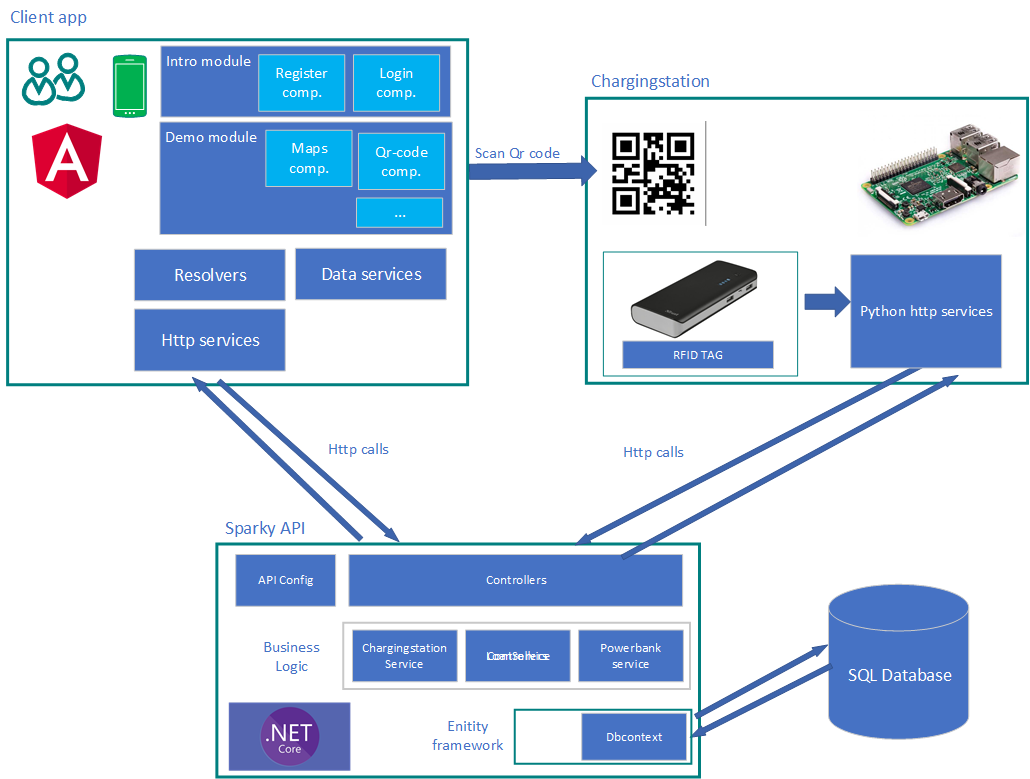 Client app
Intro module
Register
comp.
Login
comp.
Demo module
Maps
comp.
Qr-code
comp.
...
Resolvers
Data services
Http services
Scan Qr code
Chargingstation
RFID TAG
Python http services
Http calls
Http calls
Sparky API
API Config
Controllers
Business
Logic
Chargingstation
Service
Powerbank
service
.NET
Core
Enitity
framework
Dbcontext
SQL Database